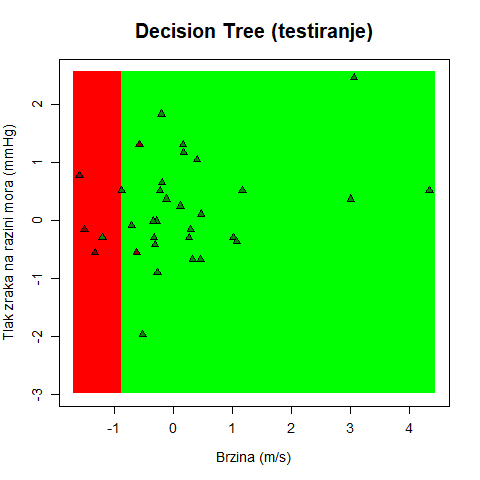 Decision Tree (testiranje)
Tlak zraka na razini mora (mmHg)
2
1
0
-1
-2
-3
-1 0 1 2 3 4
Brzina (m/s)